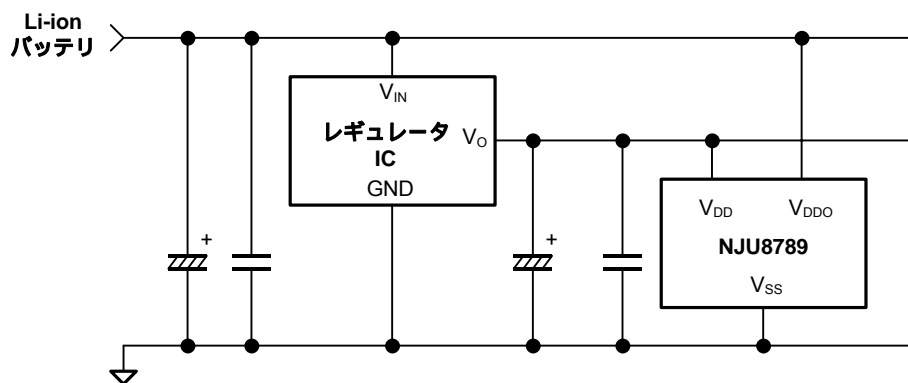 Li-ion
バッテリ
V_IN
レギュレータ
IC
V_O
GND
+
+
V_DD
V_DDO
NJU8789
V_SS